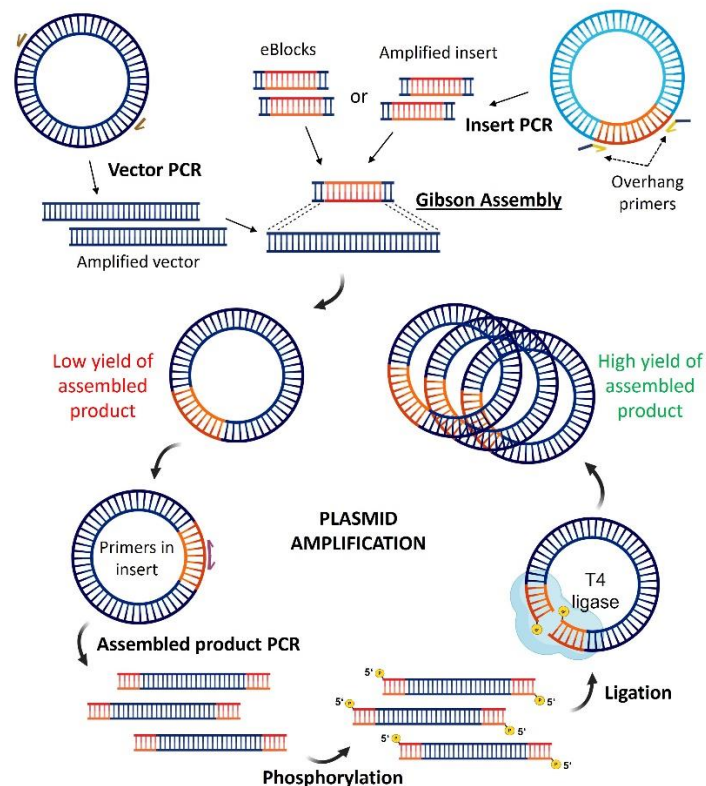 eBlocks
or
Amplified insert
Vector PCR
Insert PCR
Overhang
primers
Gibson Assembly
Amplified vector
Low yield of
assembled
product
High yield of
assembled
product
Primers in
insert
PLASMID
AMPLIFICATION
T4
ligase
P
P
Assembled product PCR
5'
P
5'
P
5'
P
5'
P
5'
P
5'
P
Ligation
Phosphorylation